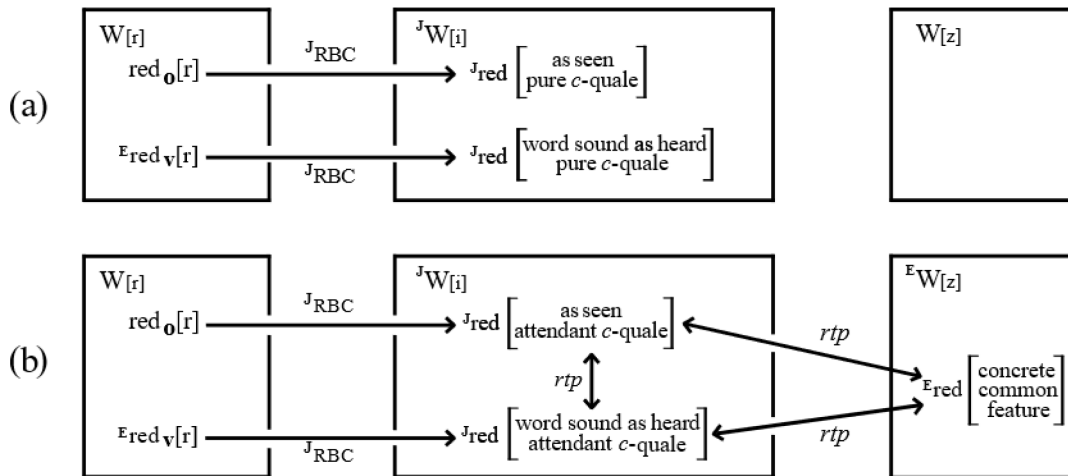 (a)
W[r]
ᴶRBC
ᴶW[i]
W[z]
red o[r]
ᴶred [as seen
pure c-quale]
ᴱred v[r]
ᴶRBC
ᴶred [word sound as heard
pure c-quale]
(b)
W[r]
ᴶRBC
ᴶW[i]
ᴱW[z]
red o[r]
ᴶred [as seen
attendant c-quale]
rtp
rtp
ᴱred [concrete
common
feature]
ᴱred v[r]
ᴶRBC
ᴶred [word sound as heard
attendant c-quale]
rtp